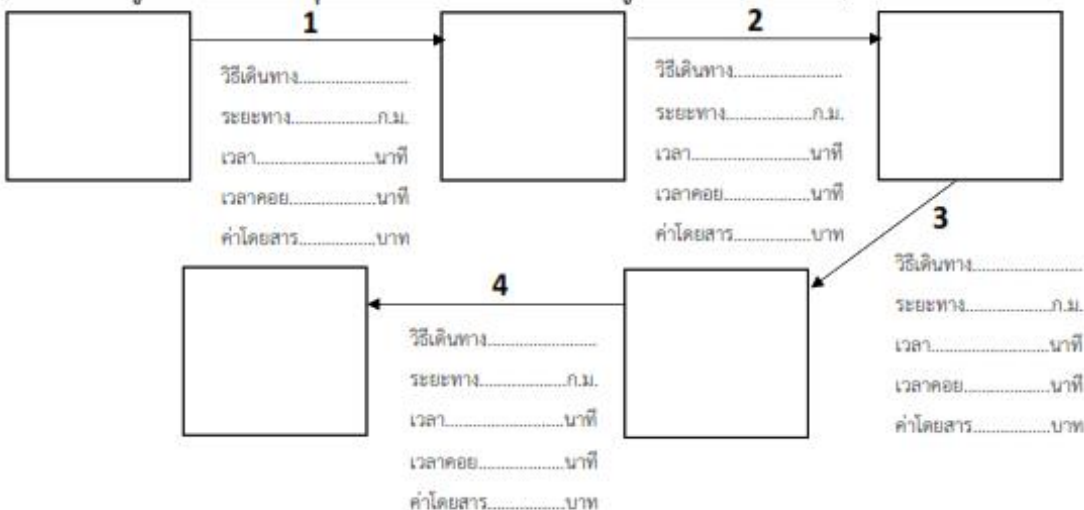 1
วิธีเดินทาง..........................
ระยะทาง.....................ก.ม.
เวลา............................นาที
เวลาคอย.....................นาที
ค่าโดยสาร..................บาท
2
วิธีเดินทาง..........................
ระยะทาง.....................ก.ม.
เวลา............................นาที
เวลาคอย.....................นาที
ค่าโดยสาร..................บาท
3
วิธีเดินทาง..........................
ระยะทาง.....................ก.ม.
เวลา............................นาที
เวลาคอย.....................นาที
ค่าโดยสาร..................บาท
4
วิธีเดินทาง..........................
ระยะทาง.....................ก.ม.
เวลา............................นาที
เวลาคอย.....................นาที
ค่าโดยสาร..................บาท